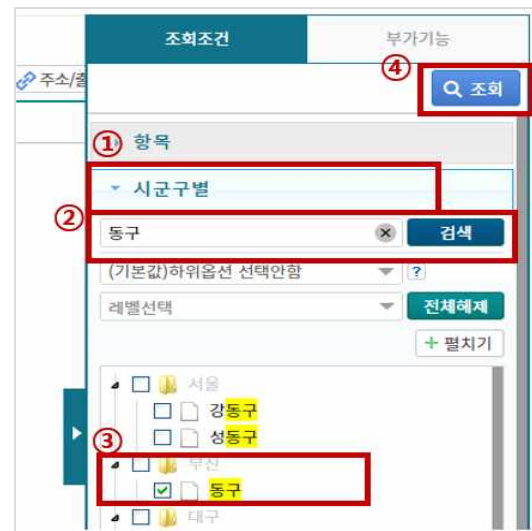 조회조건 부가기능
④
주소/출
조회
① 항목
시군구별
②
동구 검색
(기본값)하위옵션 선택안함 ?
레벨선택 전체해제
+ 펼치기
서울
강동구
성동구
③
부산
동구
대구